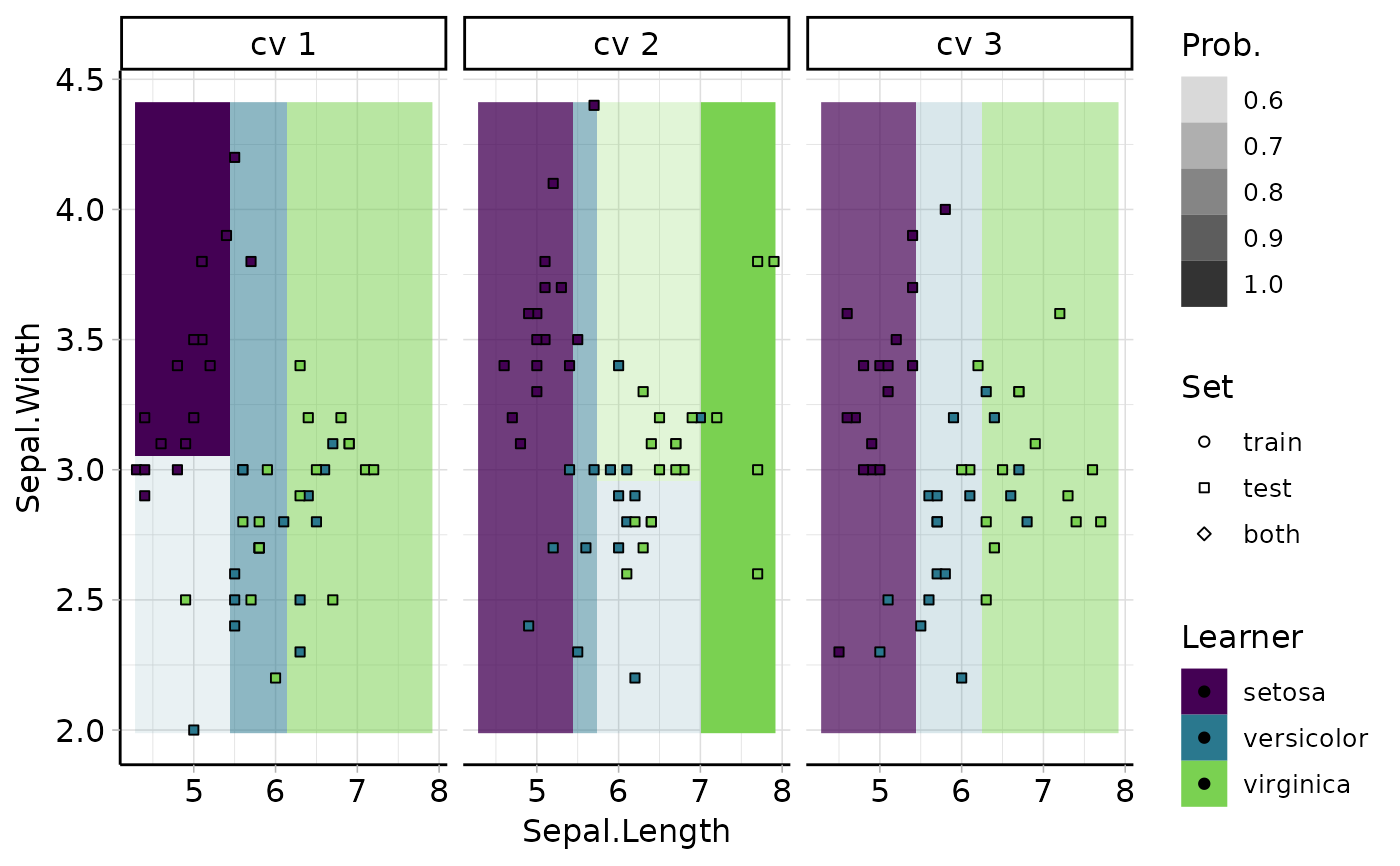 cv 1 cv 2 cv 3
4.5
4.0
3.5
3.0
2.5
2.0
Sepal.Width
5 6 7 8 5 6 7 8 5 6 7 8
Sepal.Length
Prob.
0.6
0.7
0.8
0.9
1.0
Set
train
test
both
Learner
setosa
versicolor
virginica